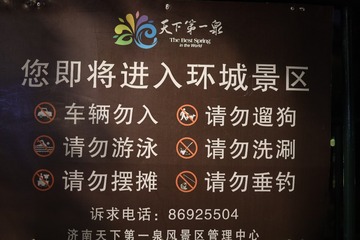 天下第一泉
The Best Spring
in the World
您即将进入环城景区
车辆勿入 请勿遛狗
请勿游泳 请勿洗涮
请勿摆摊 请勿垂钓
诉求电话：86925504
济南天下第一泉风景区管理中心